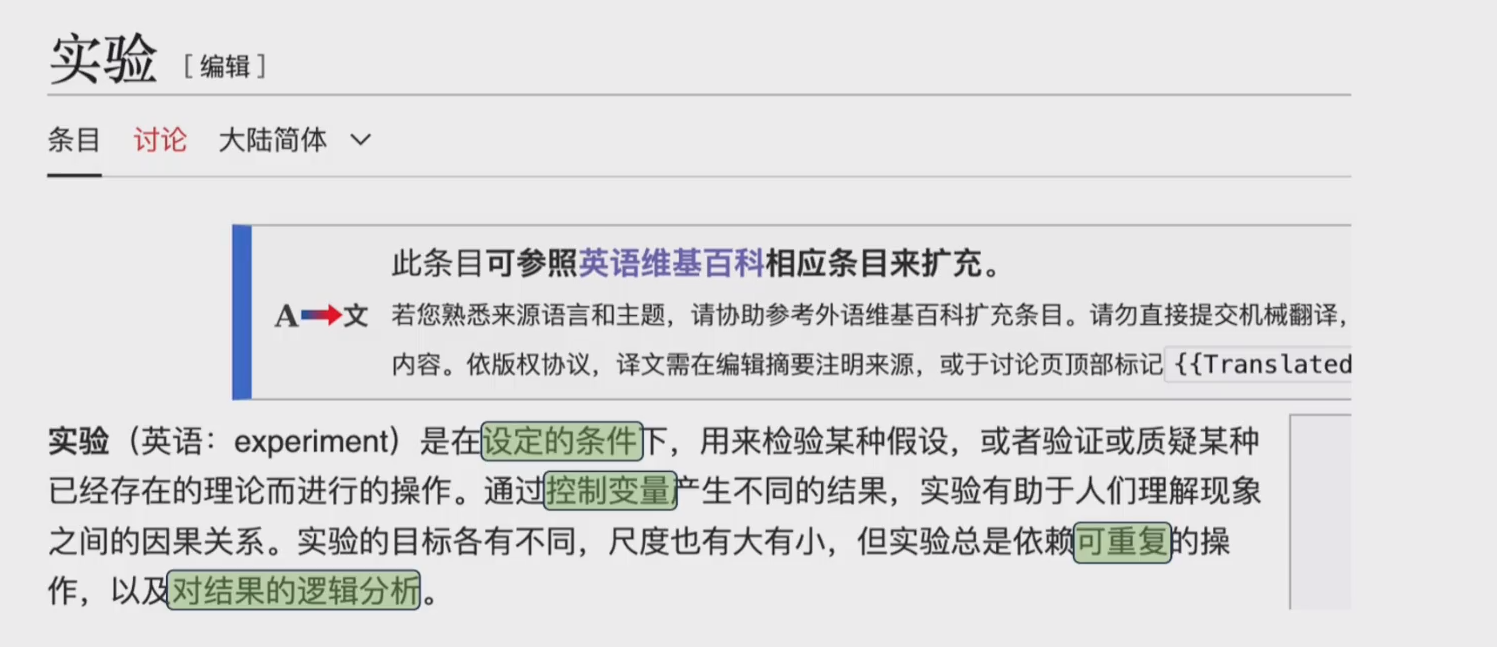 实验 [编辑]
条目 讨论 大陆简体
此条目可参照英语维基百科相应条目来扩充。
A 文 若您熟悉来源语言和主题，请协助参考外语维基百科扩充条目。请勿直接提交机械翻译，
内容。依版权协议，译文需在编辑摘要注明来源，或于讨论页顶部标记{{Translated
实验（英语：experiment）是在设定的条件下，用来检验某种假设，或者验证或质疑某种
已经存在的理论而进行的操作。通过控制变量产生不同的结果，实验有助于人们理解现象
之间的因果关系。实验的目标各有不同，尺度也有大有小，但实验总是依赖可重复的操
作，以及对结果的逻辑分析。